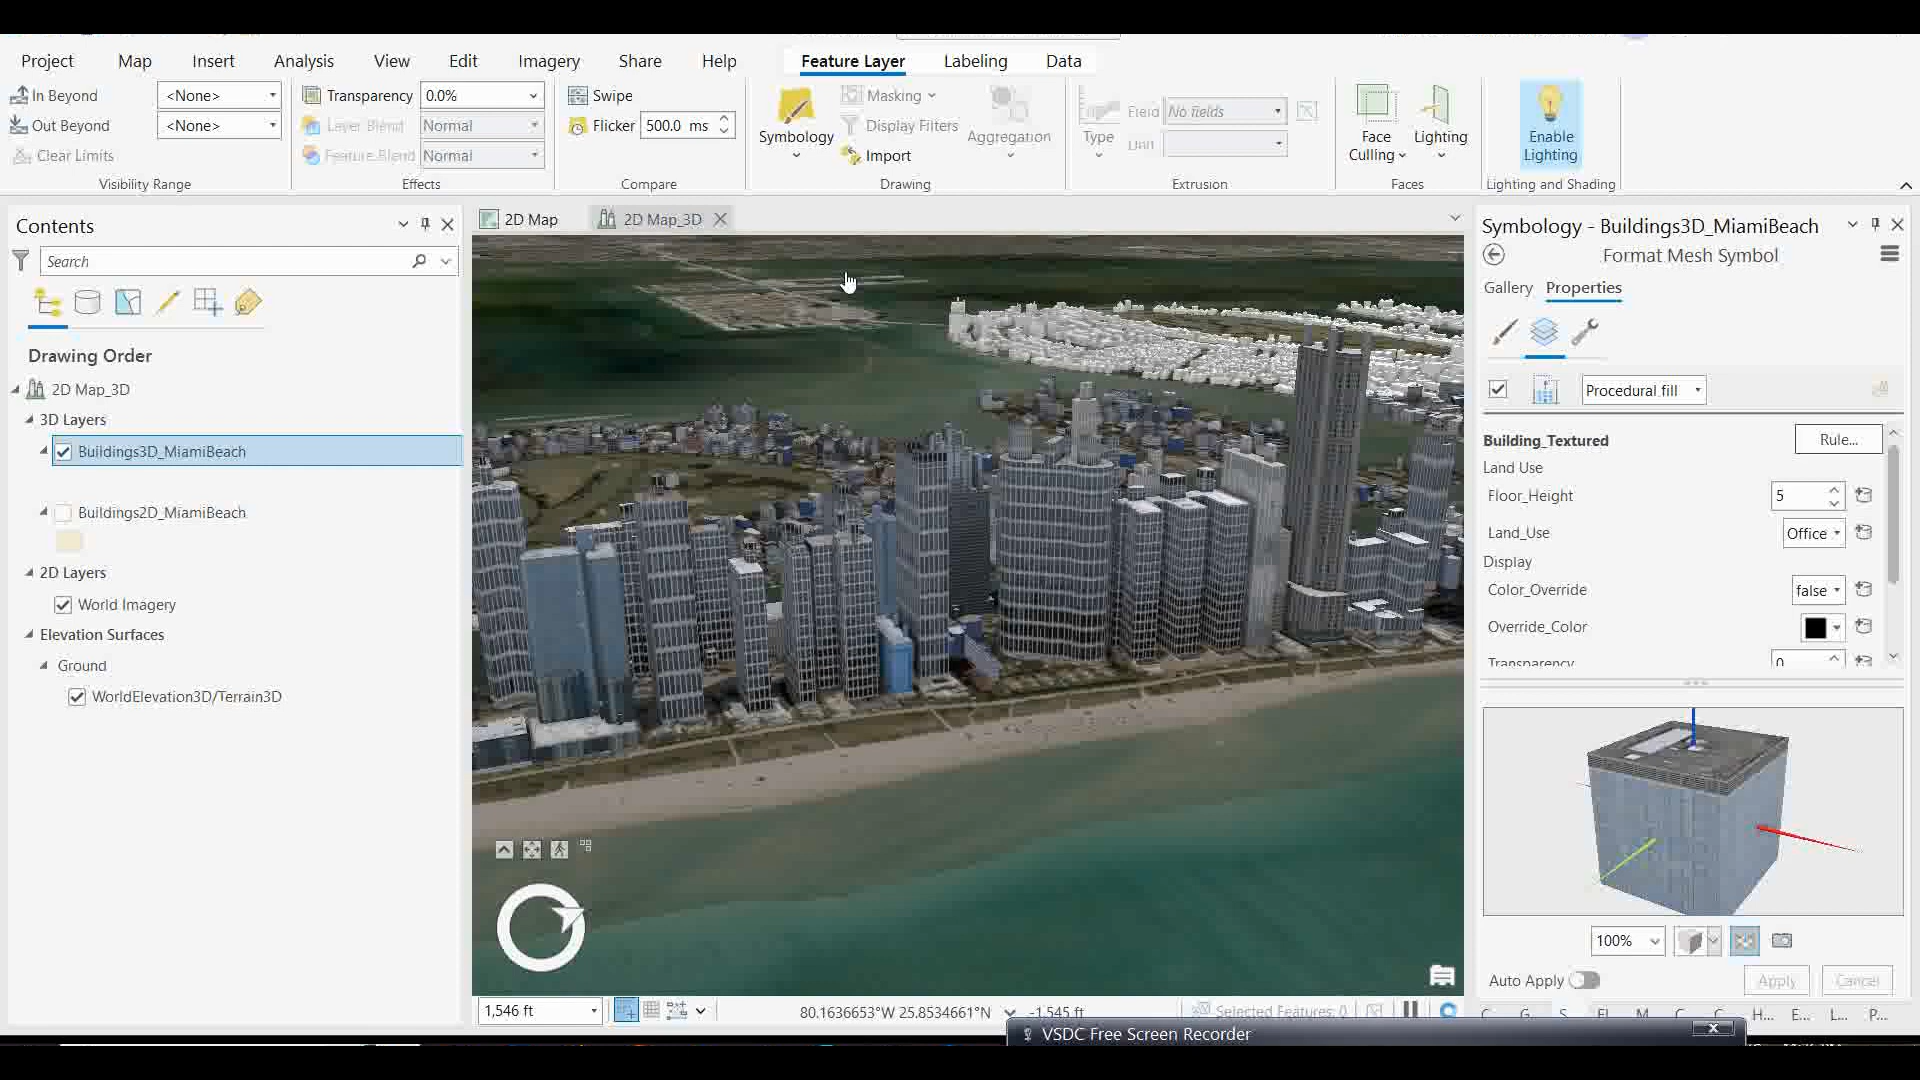 Project Map Insert Analysis View Edit Imagery Share Help Feature Layer Labeling Data
In Beyond <None>
Out Beyond <None>
Clear Limits
Visibility Range
Transparency 0.0%
Layer Blend Normal
Feature Blend Normal
Effects
Swipe
Flicker 500.0 ms
Compare
Symbology
Masking
Display Filters
Import
Aggregation
Drawing
Type
Field No fields
Unit
Extrusion
Face Culling
Lighting
Faces
Enable Lighting
Lighting and Shading
Contents
Search
Drawing Order
2D Map_3D
3D Layers
Buildings3D_MiamiBeach
Buildings2D_MiamiBeach
2D Layers
World Imagery
Elevation Surfaces
Ground
WorldElevation3D/Terrain3D
2D Map 2D Map_3D
1,546 ft
80.1636653°W 25.8534661°N -1,545 ft
Selected Features: 0
Symbology - Buildings3D_MiamiBeach
Format Mesh Symbol
Gallery Properties
Procedural fill
Building_Textured Rule...
Land Use
Floor_Height 5
Land_Use Office
Display
Color_Override false
Override_Color
Transparency 0
100%
Auto Apply Apply Cancel
C... G... S... El... M... C... C... H... E... L... P...
VSDC Free Screen Recorder